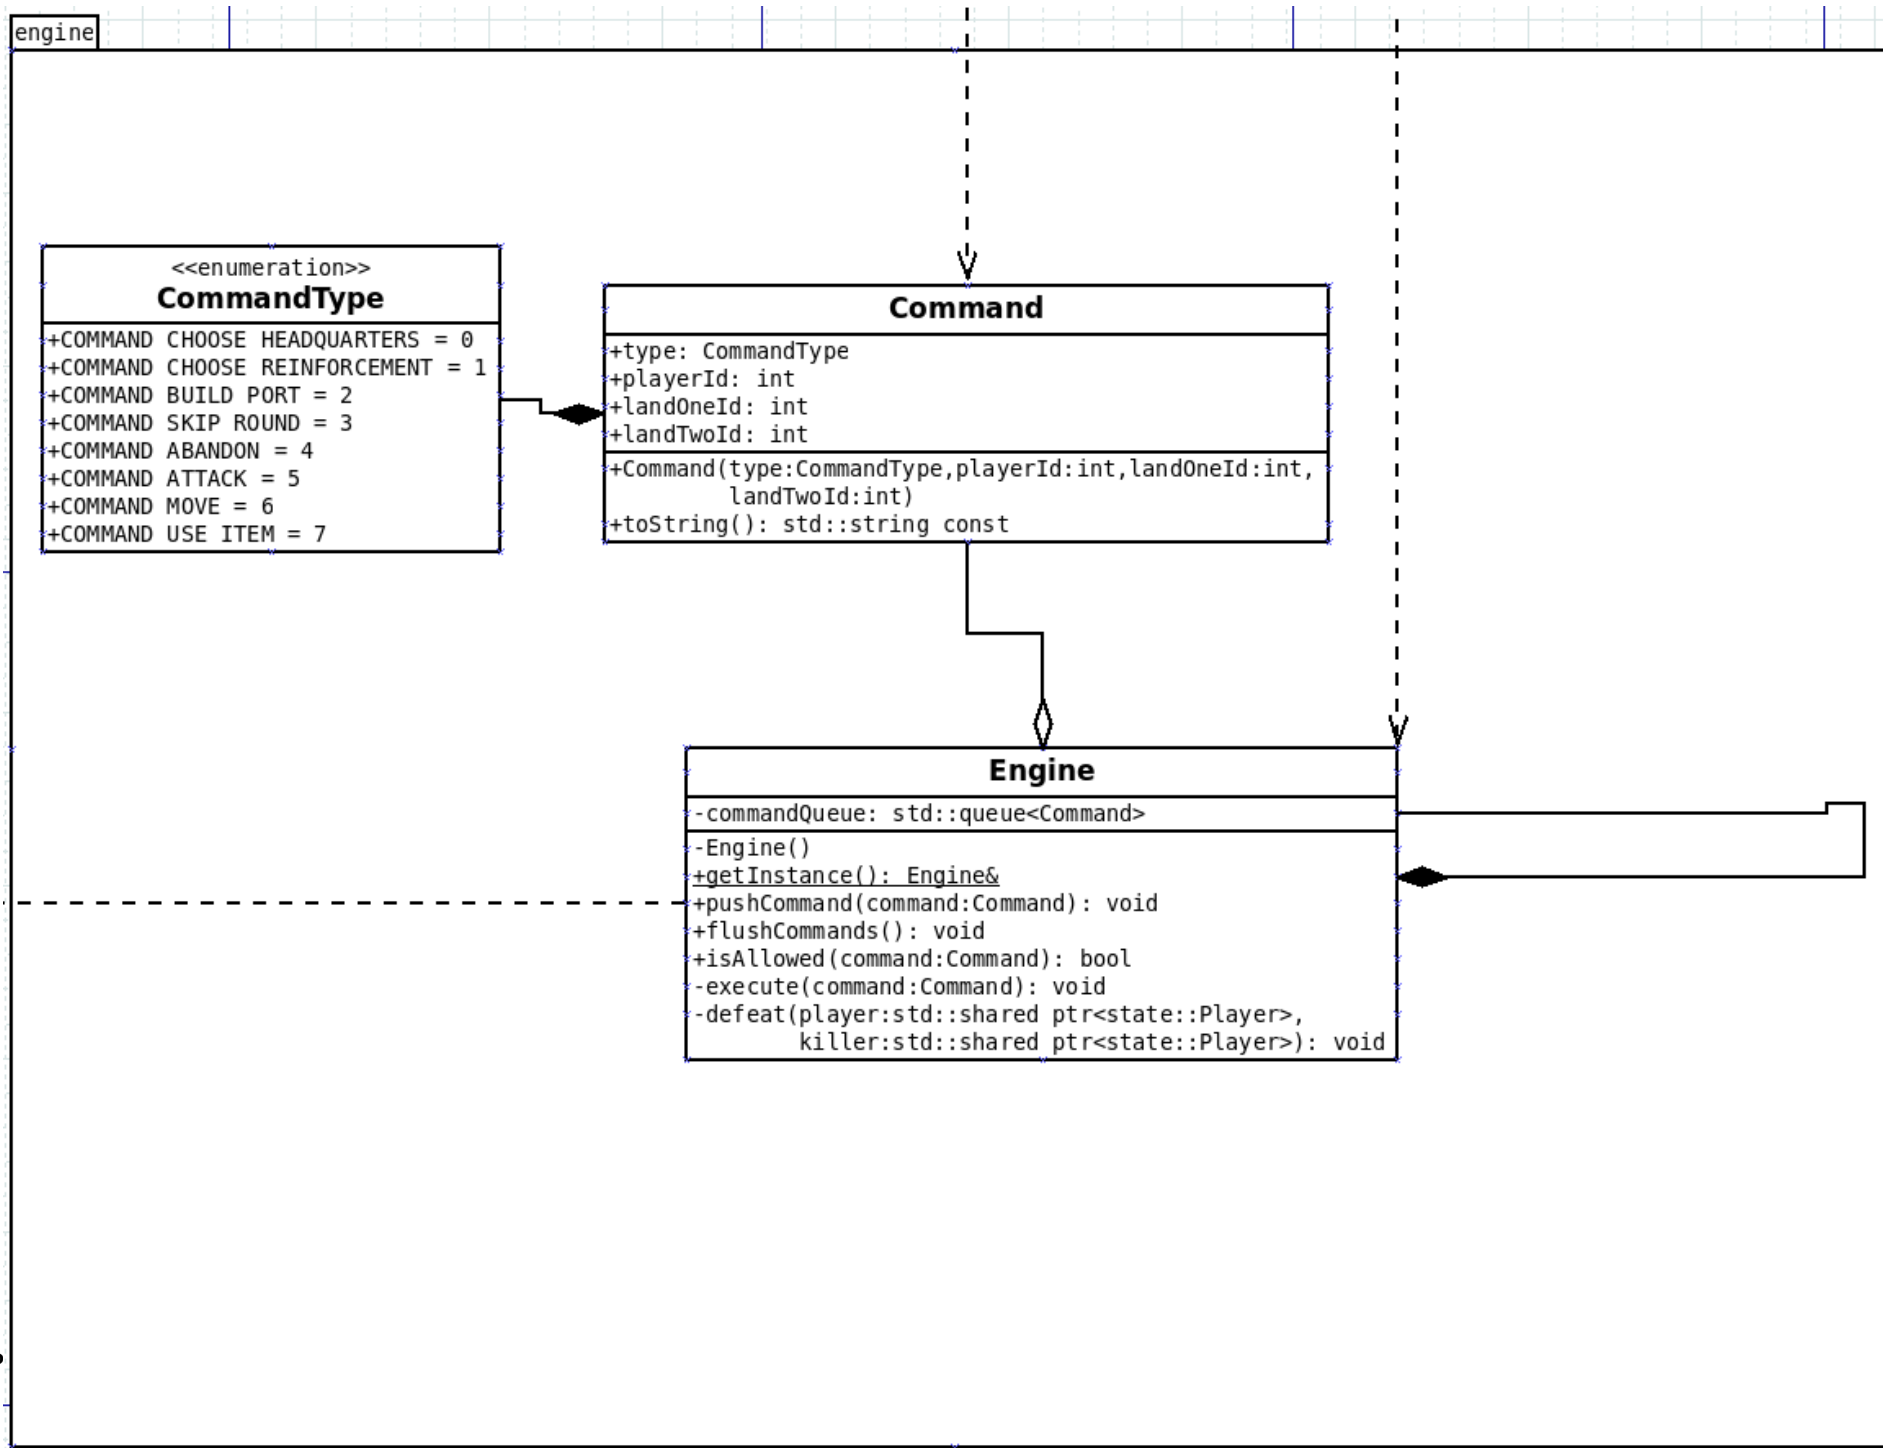 engine
<<enumeration>>
CommandType
+COMMAND CHOOSE HEADQUARTERS = 0
+COMMAND CHOOSE REINFORCEMENT = 1
+COMMAND BUILD PORT = 2
+COMMAND SKIP ROUND = 3
+COMMAND ABANDON = 4
+COMMAND ATTACK = 5
+COMMAND MOVE = 6
+COMMAND USE ITEM = 7
Command
+type: CommandType
+playerId: int
+landOneId: int
+landTwoId: int
+Command(type:CommandType,playerId:int,landOneId:int,
landTwoId:int)
+toString(): std::string const
Engine
-commandQueue: std::queue<Command>
-Engine()
+getInstance(): Engine&
+pushCommand(command:Command): void
+flushCommands(): void
+isAllowed(command:Command): bool
-execute(command:Command): void
-defeat(player:std::shared ptr<state::Player>,
killer:std::shared ptr<state::Player>): void